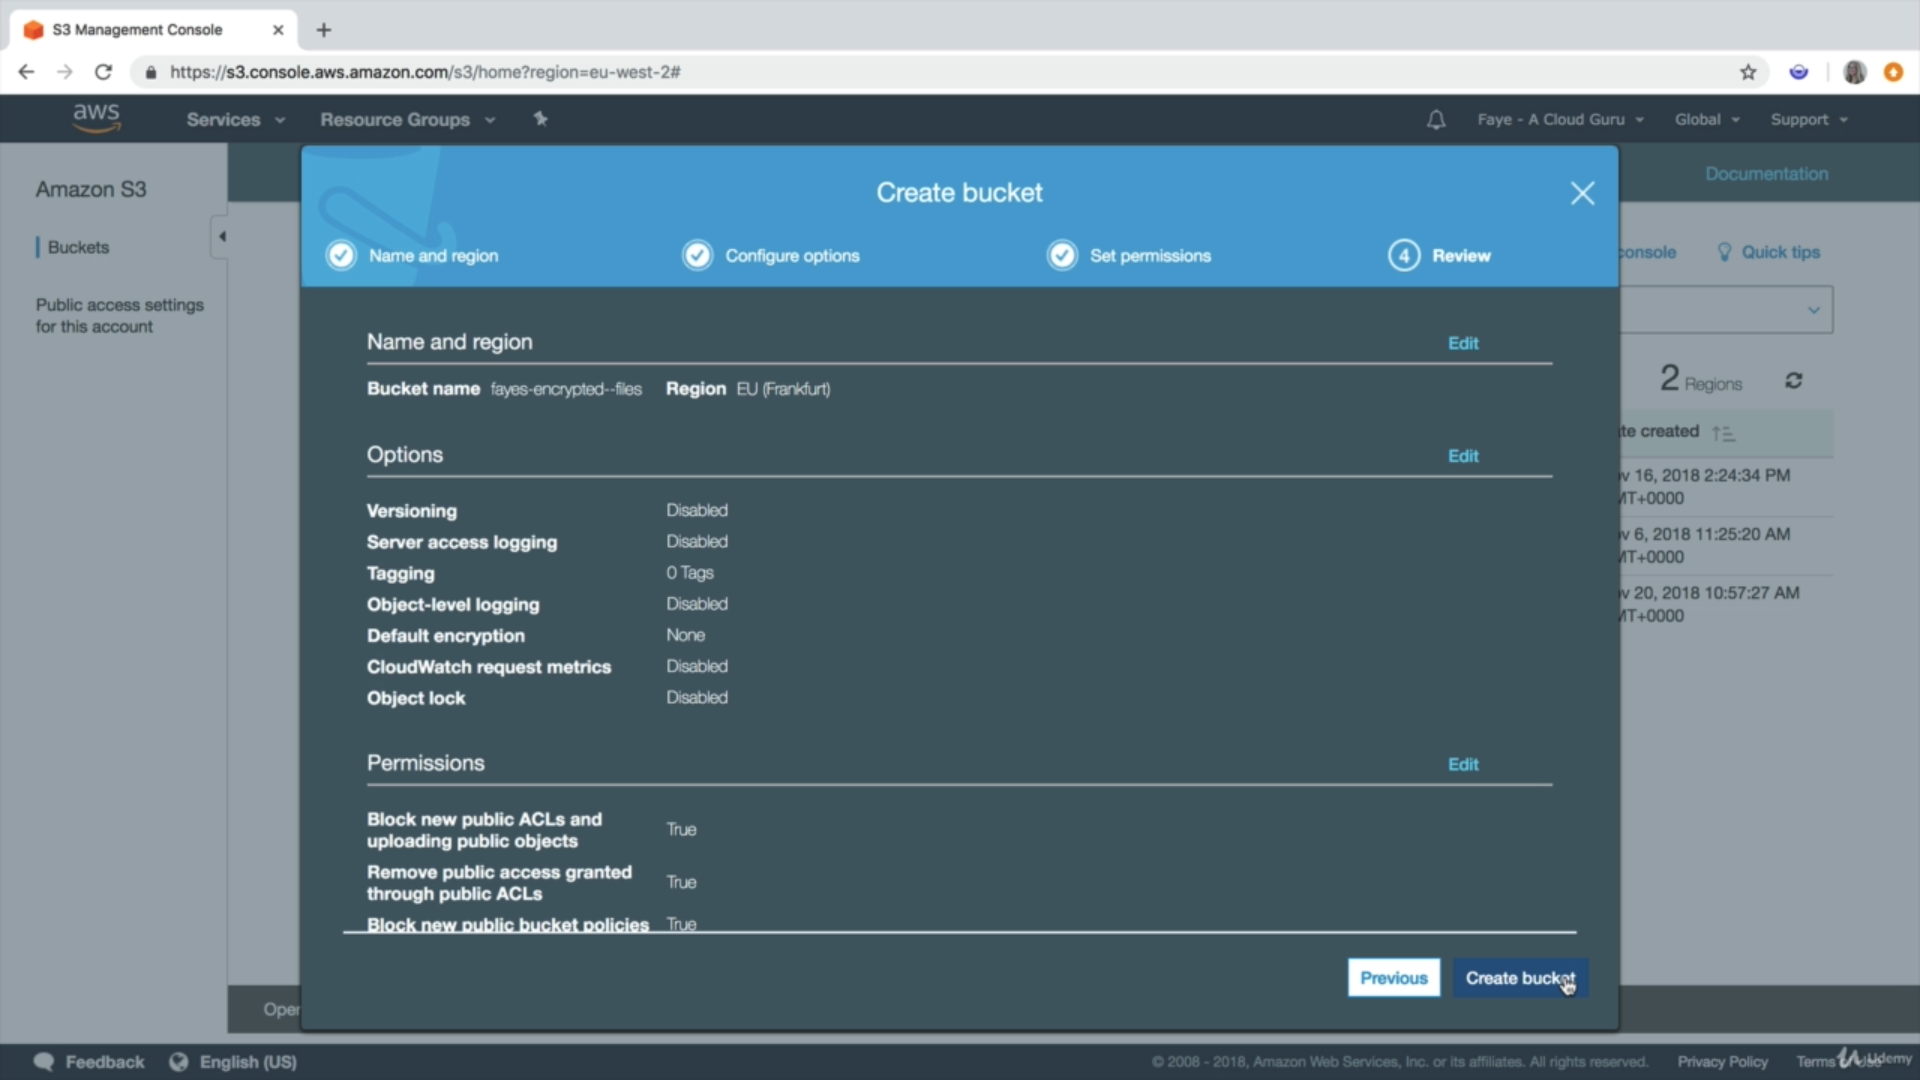 S3 Management Console
https://s3.console.aws.amazon.com/s3/home?region=eu-west-2#
aws
Services
Resource Groups
Faye - A Cloud Guru
Global
Support
Amazon S3
Buckets
Public access settings
for this account
Documentation
console
Quick tips
2 Regions
te created
v 16, 2018 2:24:34 PM
MT+0000
v 6, 2018 11:25:20 AM
MT+0000
v 20, 2018 10:57:27 AM
MT+0000
Create bucket
Name and region
Configure options
Set permissions
4 Review
Name and region Edit
Bucket name fayes-encrypted--files Region EU (Frankfurt)
Options Edit
Versioning Disabled
Server access logging Disabled
Tagging 0 Tags
Object-level logging Disabled
Default encryption None
CloudWatch request metrics Disabled
Object lock Disabled
Permissions Edit
Block new public ACLs and
uploading public objects True
Remove public access granted
through public ACLs True
Block new public bucket policies True
Previous Create bucket
Oper
Feedback English (US)
© 2008 - 2018, Amazon Web Services, Inc. or its affiliates. All rights reserved. Privacy Policy Terms
Udemy